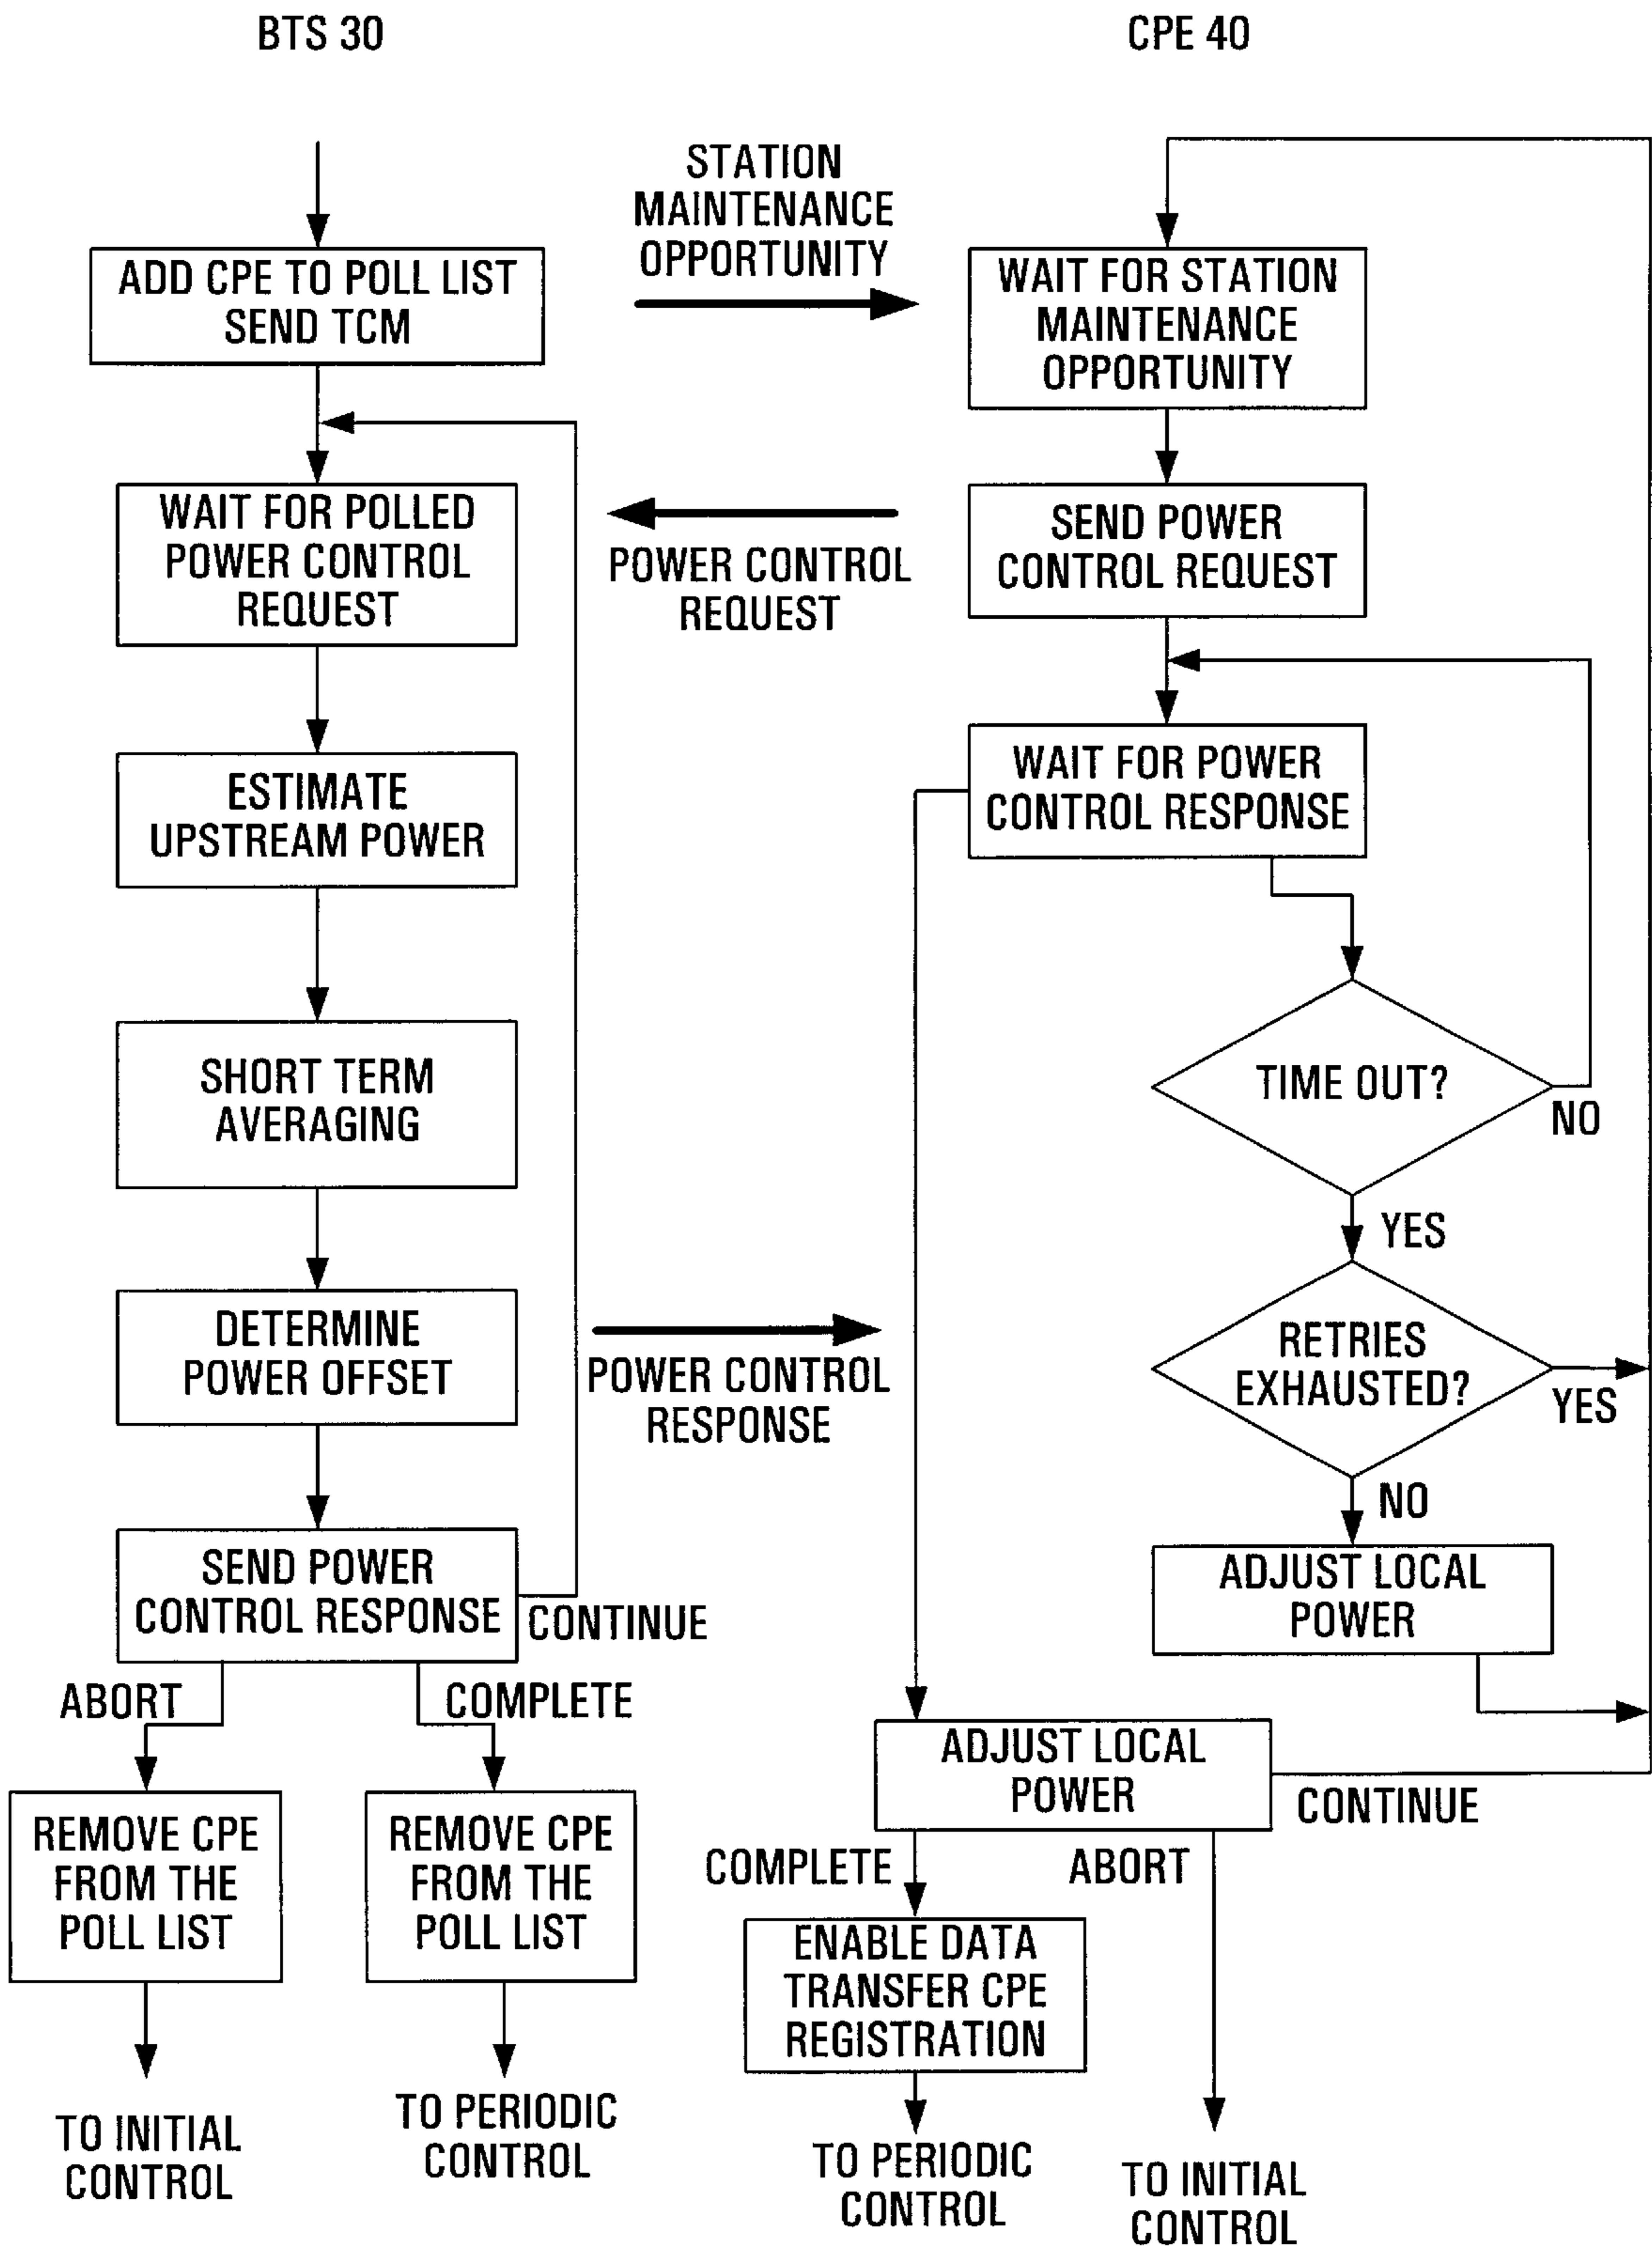 BTS 30
CPE 40
STATION
MAINTENANCE
OPPORTUNITY
ADD CPE TO POLL LIST
SEND TCM
WAIT FOR STATION
MAINTENANCE
OPPORTUNITY
WAIT FOR POLLED
POWER CONTROL
REQUEST
POWER CONTROL
REQUEST
SEND POWER
CONTROL REQUEST
ESTIMATE
UPSTREAM POWER
WAIT FOR POWER
CONTROL RESPONSE
SHORT TERM
AVERAGING
TIME OUT?
NO
YES
DETERMINE
POWER OFFSET
POWER CONTROL
RESPONSE
RETRIES
EXHAUSTED?
YES
NO
SEND POWER
CONTROL RESPONSE
CONTINUE
ADJUST LOCAL
POWER
ABORT
COMPLETE
ADJUST LOCAL
POWER
CONTINUE
REMOVE CPE
FROM THE
POLL LIST
REMOVE CPE
FROM THE
POLL LIST
COMPLETE
ABORT
ENABLE DATA
TRANSFER CPE
REGISTRATION
TO INITIAL
CONTROL
TO PERIODIC
CONTROL
TO PERIODIC
CONTROL
TO INITIAL
CONTROL